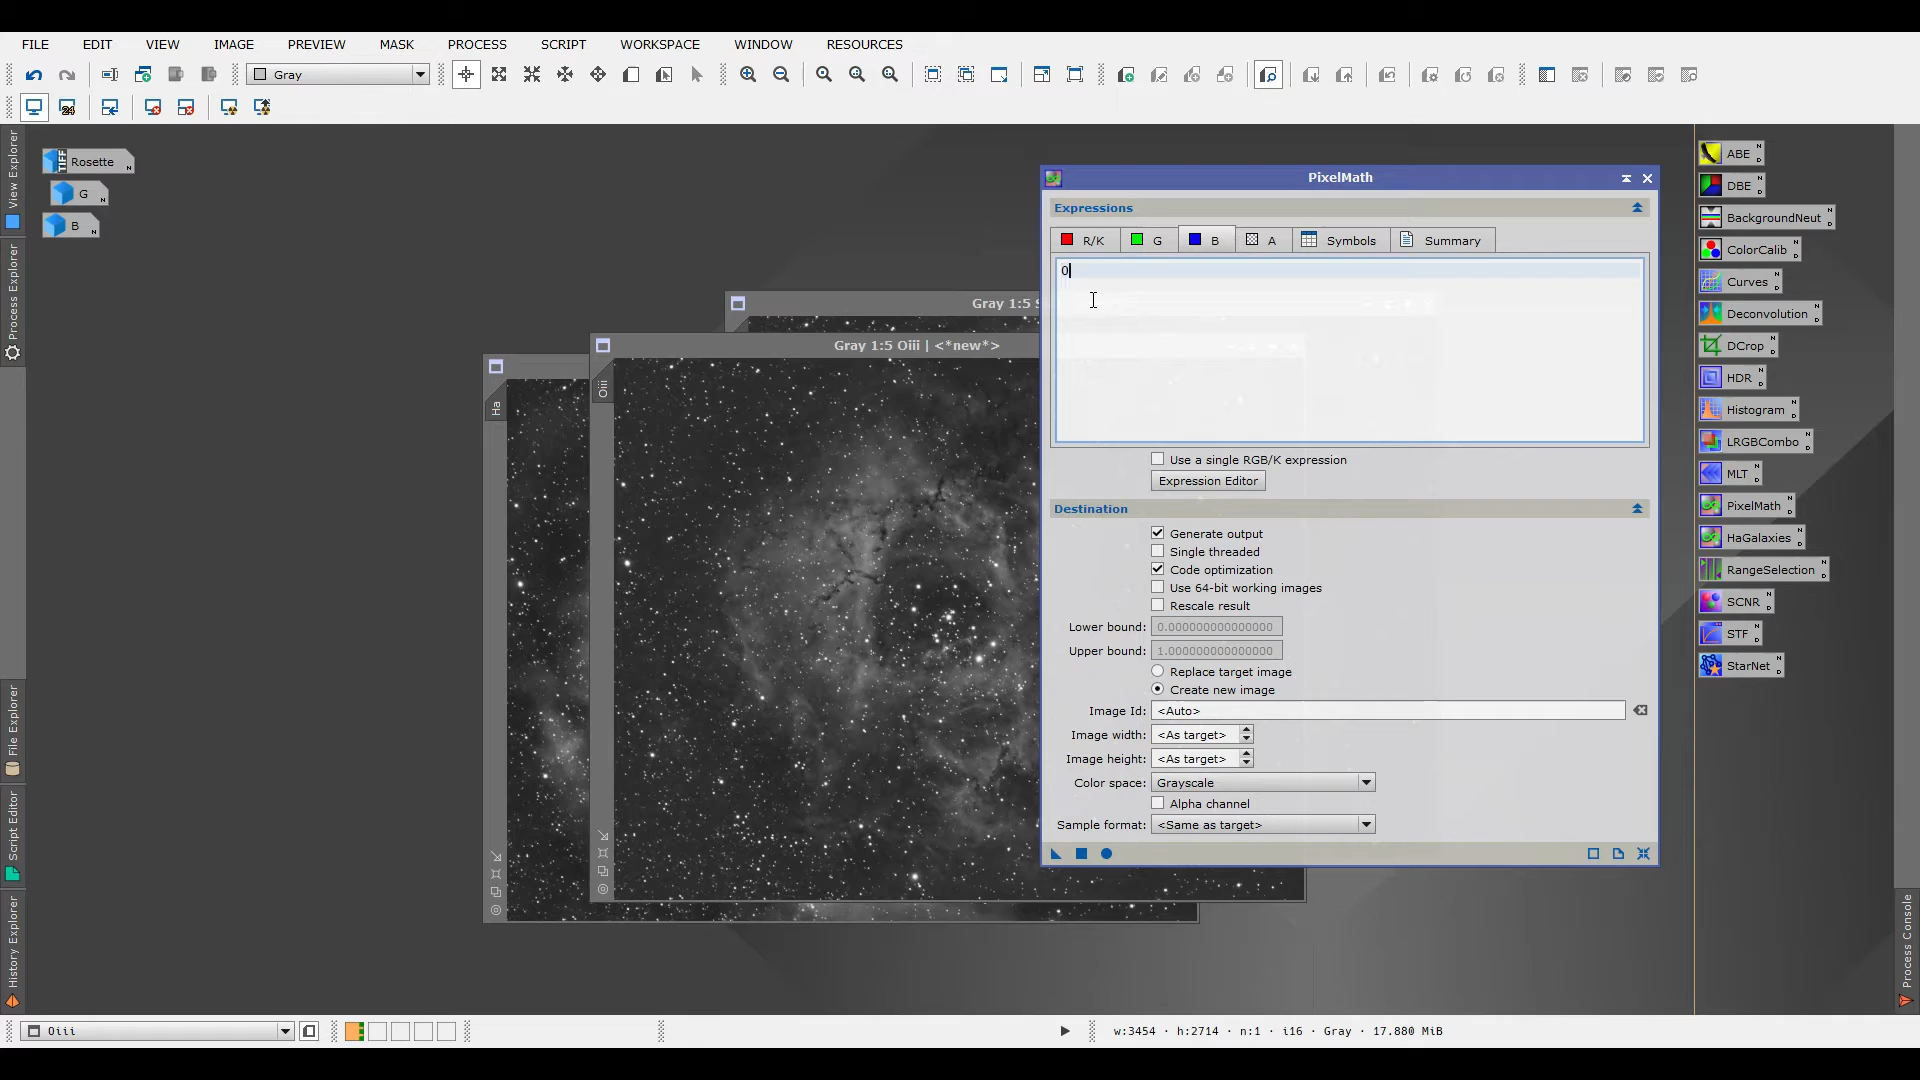 FILE EDIT VIEW IMAGE PREVIEW MASK PROCESS SCRIPT WORKSPACE WINDOW RESOURCES
Gray
24
View Explorer
Process Explorer
File Explorer
Script Editor
History Explorer
TIFF Rosette N
G N
B N
Gray 1:5 S
Gray 1:5 Oiii | <*new*>
Ha
Oiii
PixelMath
Expressions
R/K G B A Symbols Summary
O
Use a single RGB/K expression
Expression Editor
Destination
Generate output
Single threaded
Code optimization
Use 64-bit working images
Rescale result
Lower bound: 0.000000000000000
Upper bound: 1.000000000000000
Replace target image
Create new image
Image Id: <Auto>
Image width: <As target>
Image height: <As target>
Color space: Grayscale
Alpha channel
Sample format: <Same as target>
ABE
DBE
BackgroundNeut
ColorCalib
Curves
Deconvolution
DCrop
HDR
Histogram
LRGBCombo
MLT
PixelMath
HaGalaxies
RangeSelection
SCNR
STF
StarNet
Process Console
Oiii
w:3454 · h:2714 · n:1 · i16 · Gray · 17.880 MiB